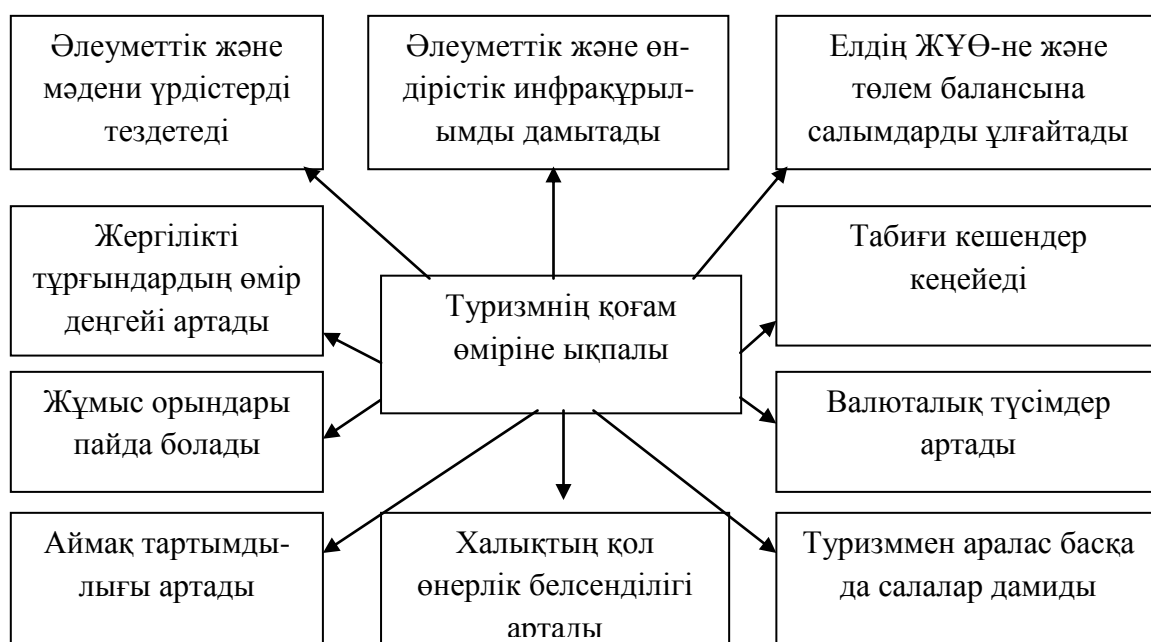 Әлеуметтік және
мәдени үрдістерді
тездетеді
Әлеуметтік және өн-
дірістік инфрақұрыл-
ымды дамытады
Елдің ЖҰӨ-не және
төлем балансына
салымдарды ұлғайтады
Жергілікті
тұрғындардың өмір
деңгейі артады
Туризмнің қоғам
өміріне ықпалы
Табиғи кешендер
кеңейеді
Жұмыс орындары
пайда болады
Валюталық түсімдер
артады
Аймақ тартымды-
лығы артады
Халықтың қол
өнерлік белсенділігі
артады
Туризммен аралас басқа
да салалар дамиды